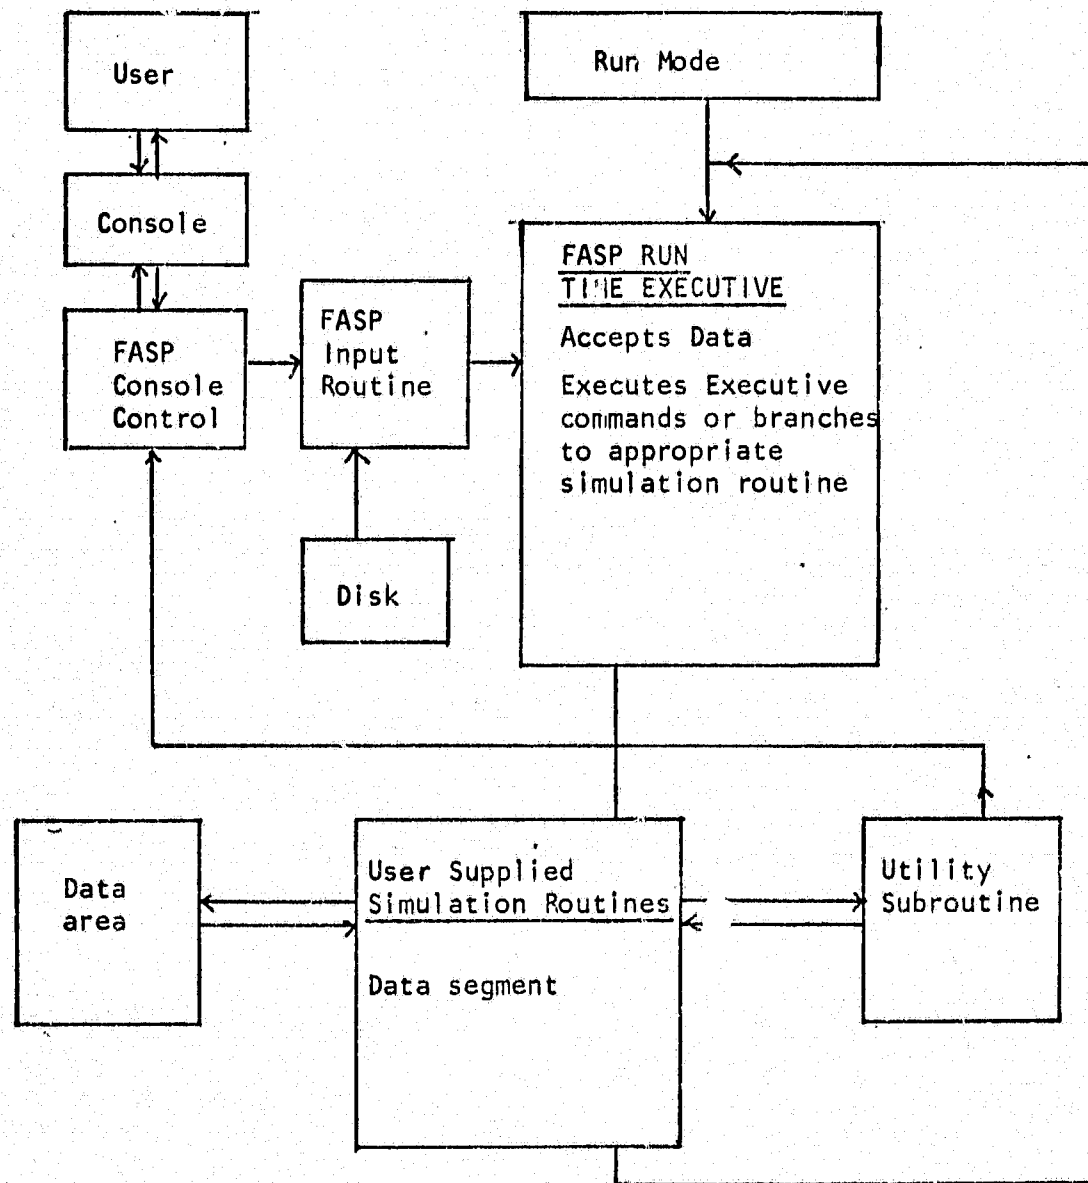 User
Run Mode
Console
FASP
Console
Control
FASP
Input
Routine
FASP RUN
TIME EXECUTIVE
Accepts Data
Executes Executive
commands or branches
to appropriate
simulation routine
Disk
Data
area
User Supplied
Simulation Routines
Data segment
Utility
Subroutine